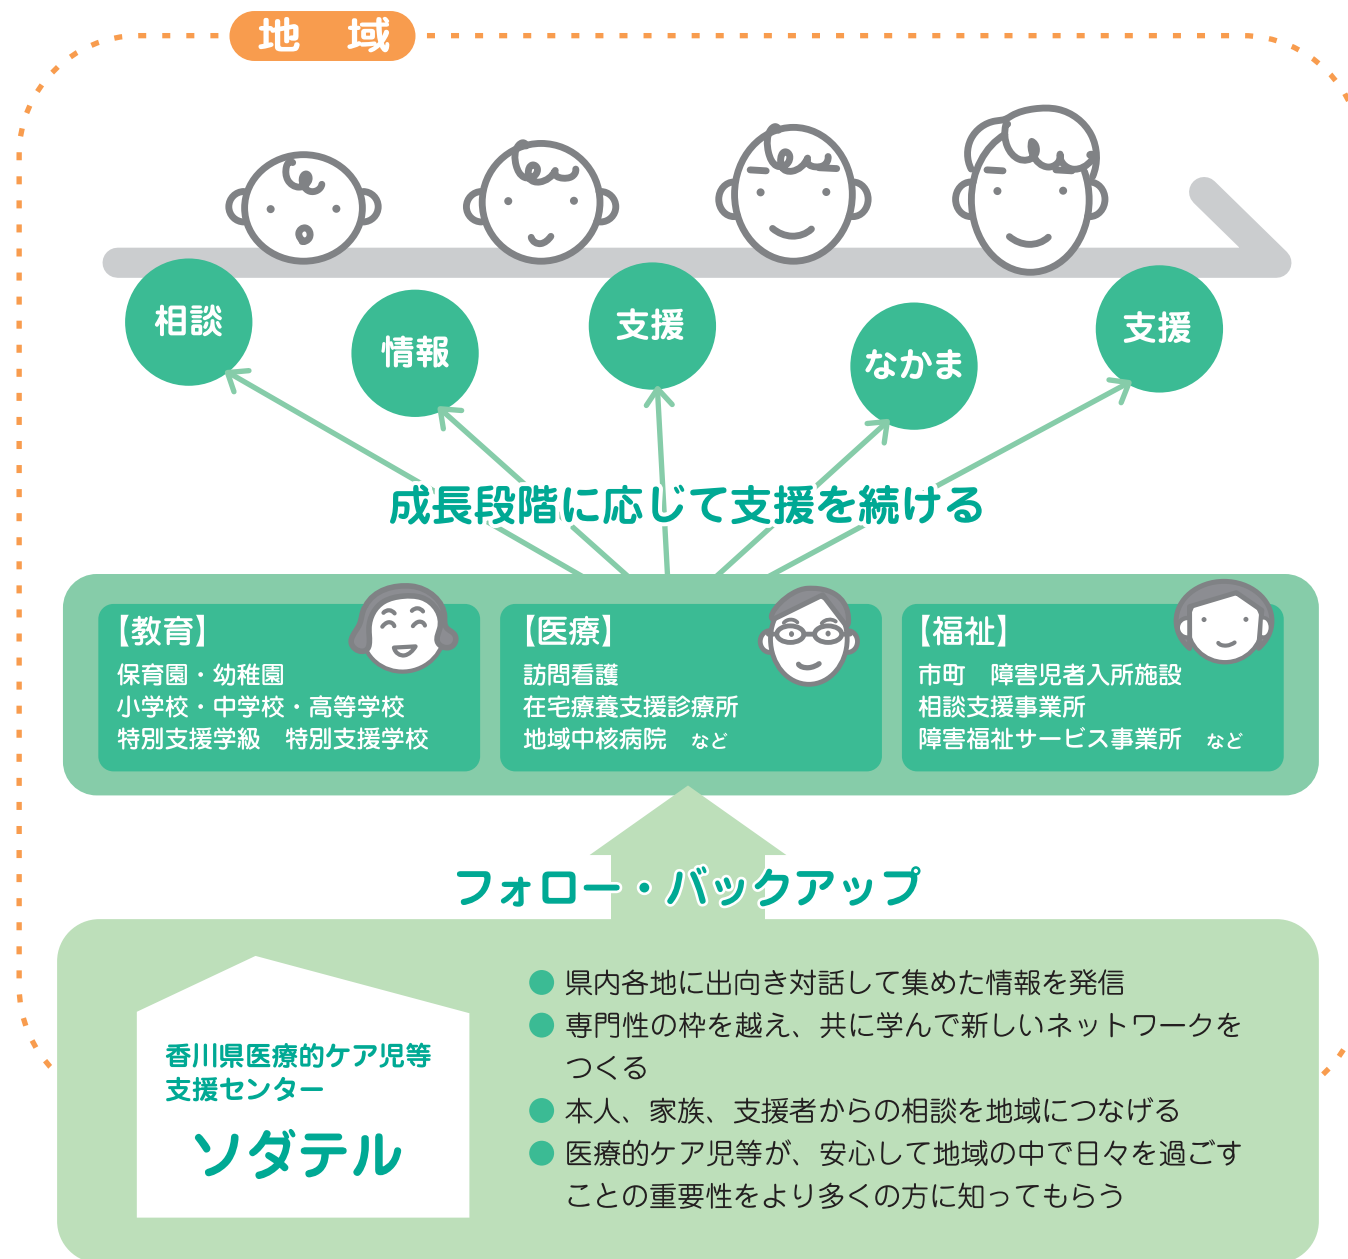 地　域
相談
情報
支援
なかま
支援
成長段階に応じて支援を続ける
【教育】
保育園・幼稚園
小学校・中学校・高等学校
特別支援学級　特別支援学校
【医療】
訪問看護
在宅療養支援診療所
地域中核病院　など
【福祉】
市町　障害児者入所施設
相談支援事業所
障害福祉サービス事業所　など
フォロー・バックアップ
香川県医療的ケア児等
支援センター
ソダテル
● 県内各地に出向き対話して集めた情報を発信
● 専門性の枠を越え、共に学んで新しいネットワークを
つくる
● 本人、家族、支援者からの相談を地域につなげる
● 医療的ケア児等が、安心して地域の中で日々を過ごす
ことの重要性をより多くの方に知ってもらう